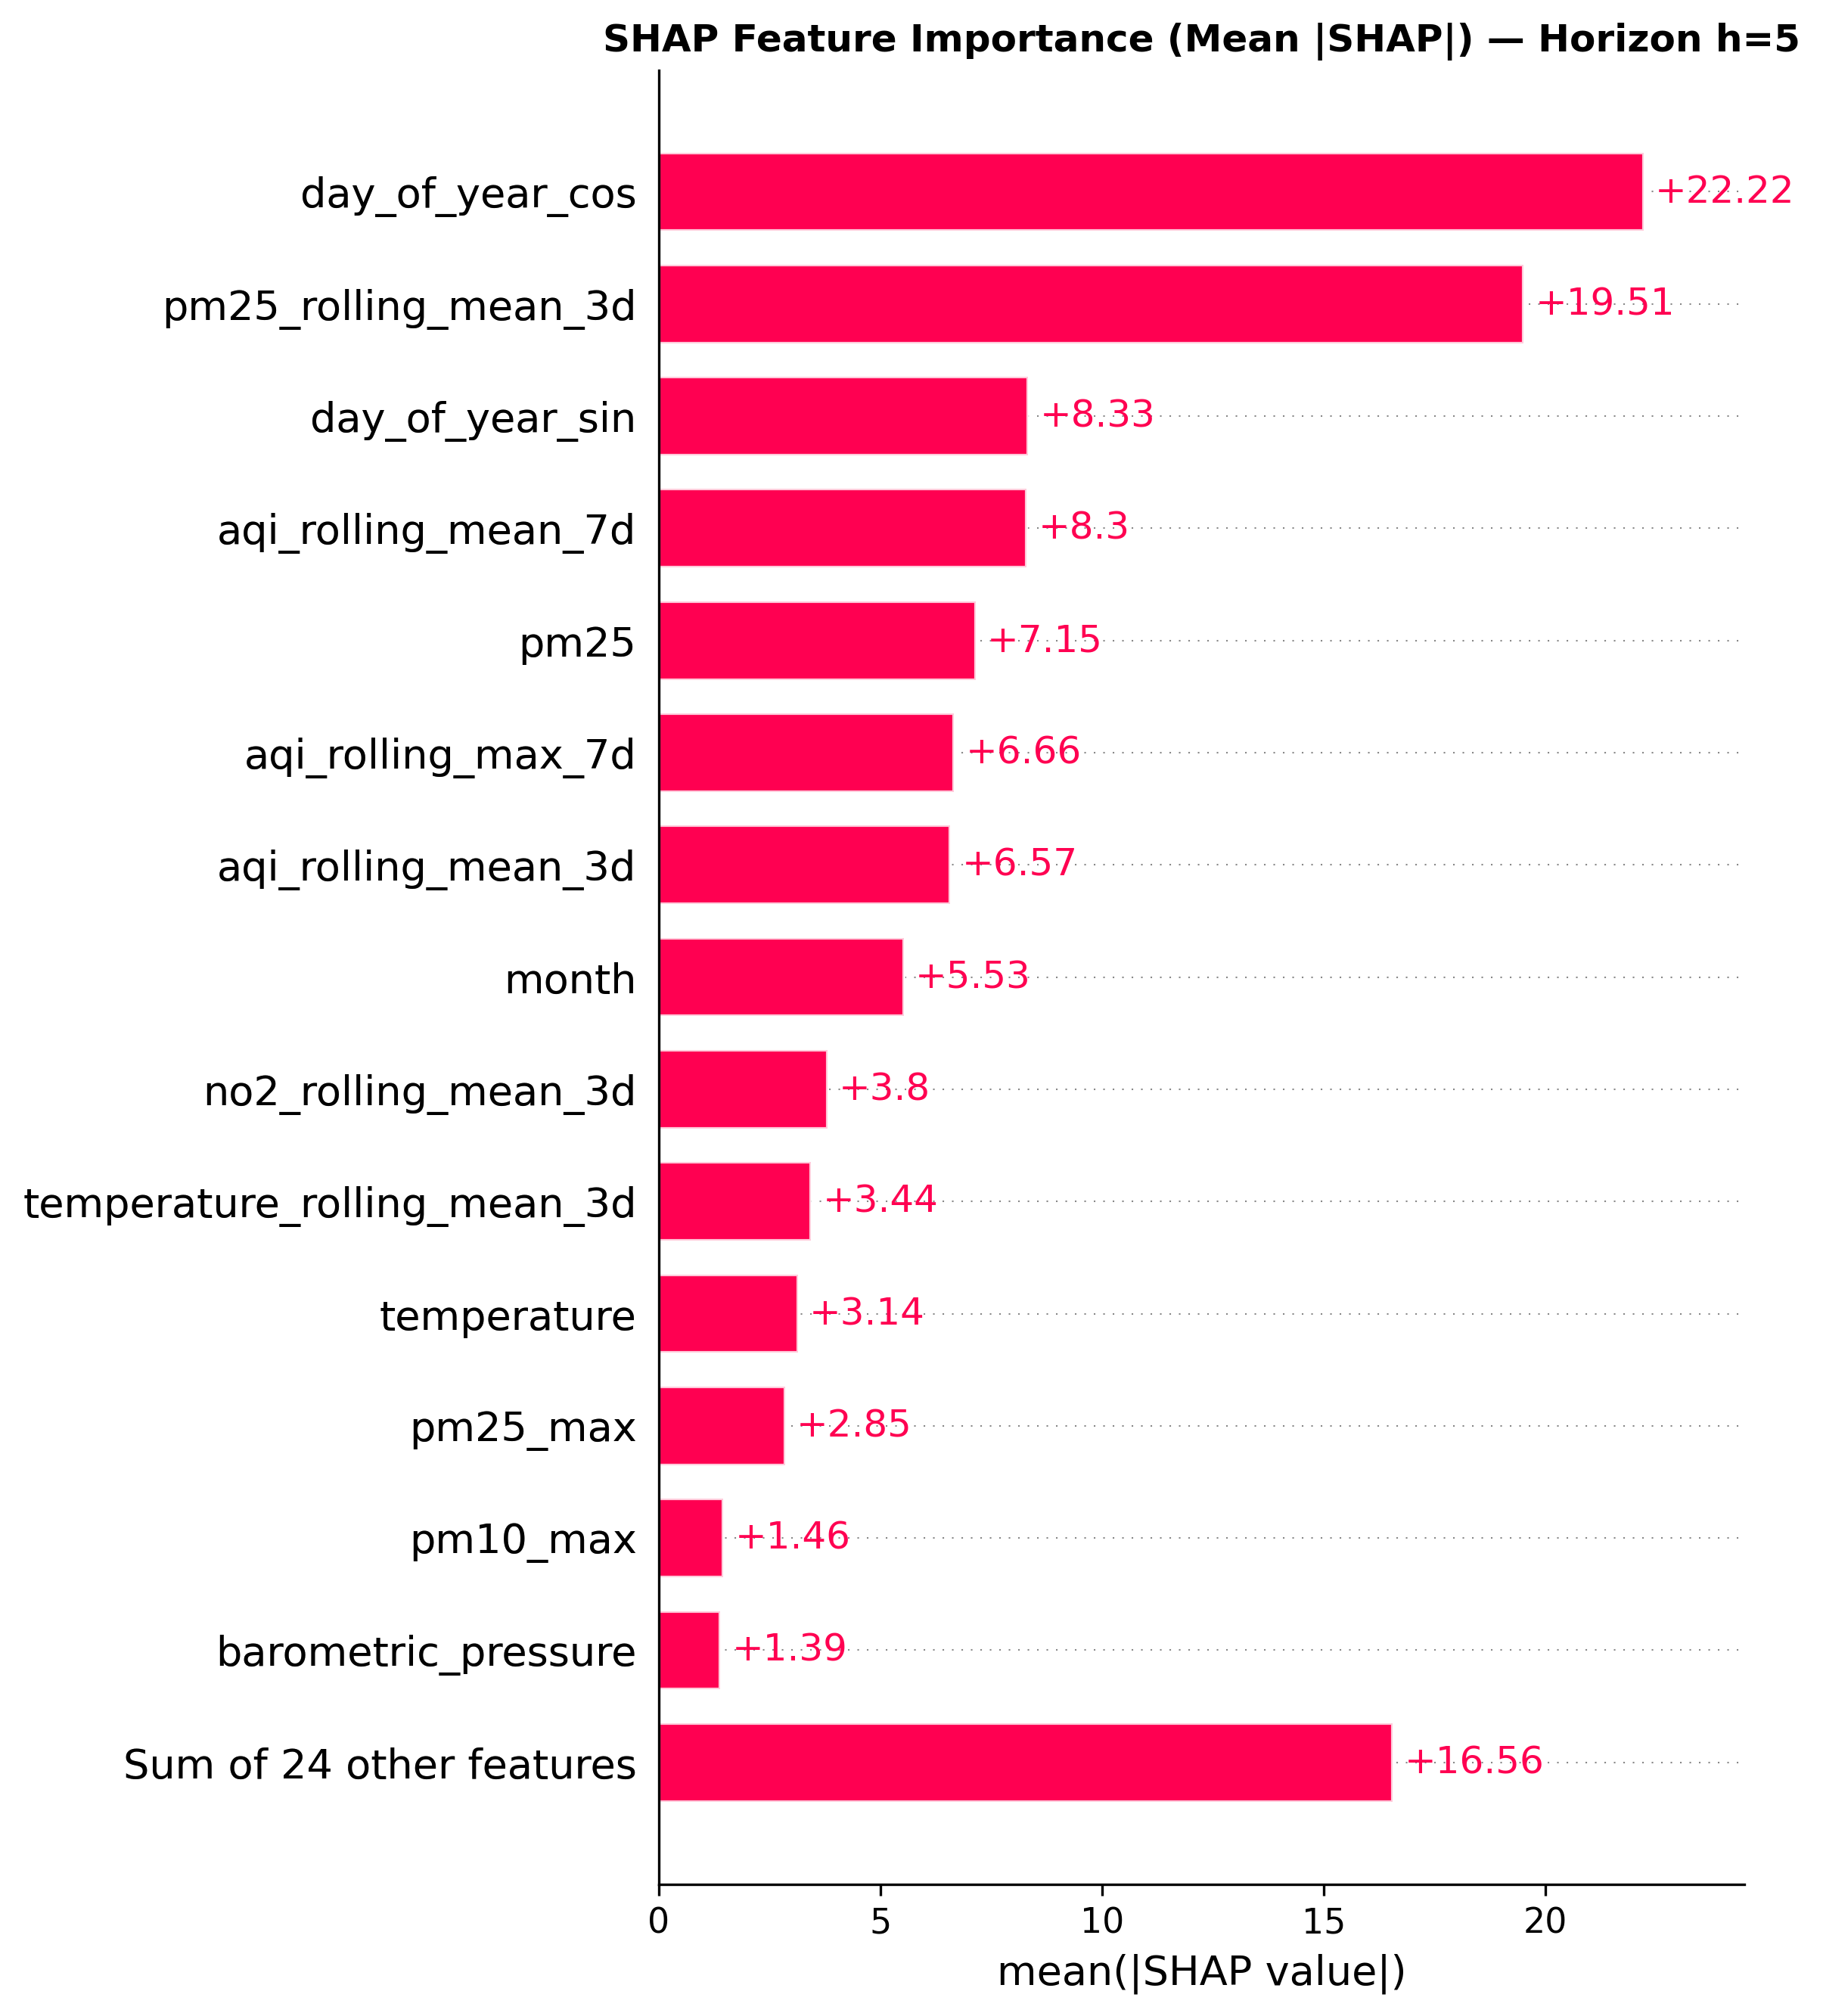 SHAP Feature Importance (Mean |SHAP|) — Horizon h=5
day_of_year_cos +22.22
pm25_rolling_mean_3d +19.51
day_of_year_sin +8.33
aqi_rolling_mean_7d +8.3
pm25 +7.15
aqi_rolling_max_7d +6.66
aqi_rolling_mean_3d +6.57
month +5.53
no2_rolling_mean_3d +3.8
temperature_rolling_mean_3d +3.44
temperature +3.14
pm25_max +2.85
pm10_max +1.46
barometric_pressure +1.39
Sum of 24 other features +16.56
0 5 10 15 20
mean(|SHAP value|)